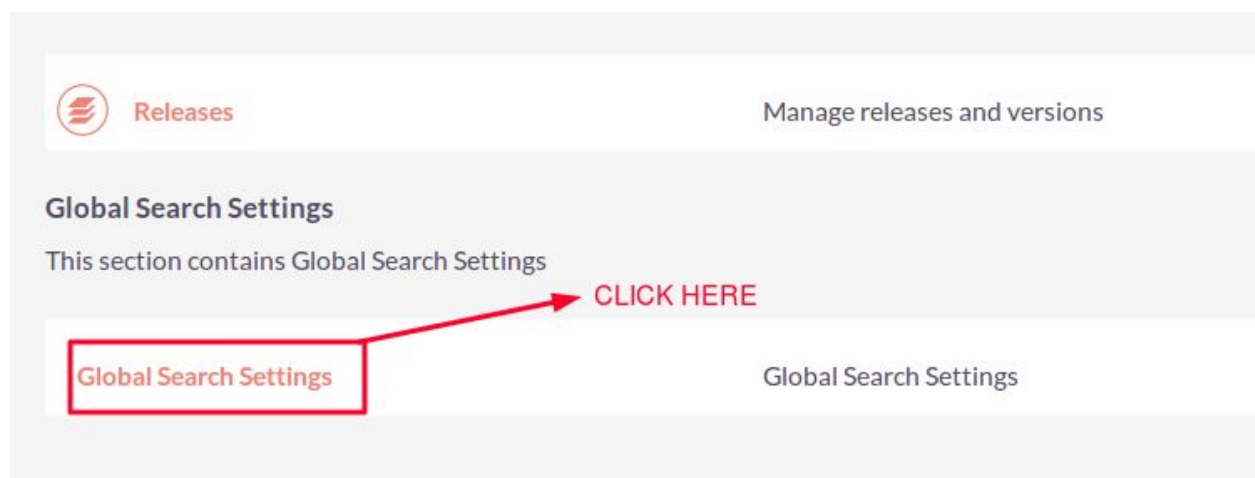 Releases Manage releases and versions
Global Search Settings
This section contains Global Search Settings
CLICK HERE
Global Search Settings Global Search Settings